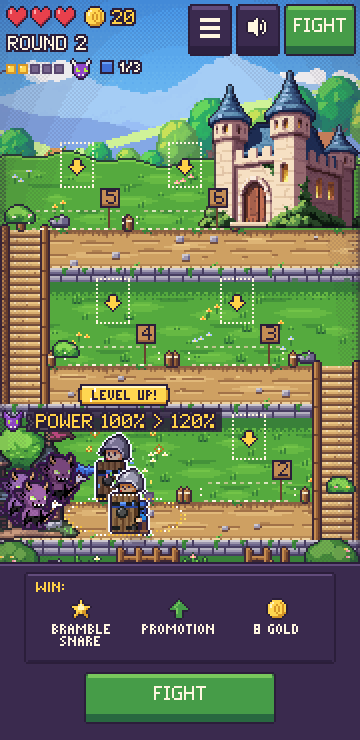 20
FIGHT
ROUND 2
1/3
5
6
4
3
LEVEL UP!
POWER 100% > 120%
2
WIN:
BRAMBLE SNARE
PROMOTION
8 GOLD
FIGHT